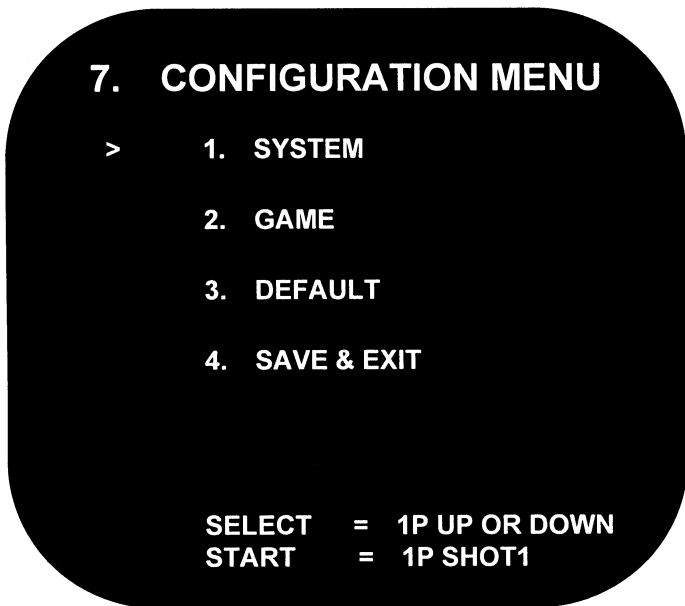 7. CONFIGURATION MENU
> 1. SYSTEM
2. GAME
3. DEFAULT
4. SAVE & EXIT
SELECT = 1P UP OR DOWN
START = 1P SHOT1